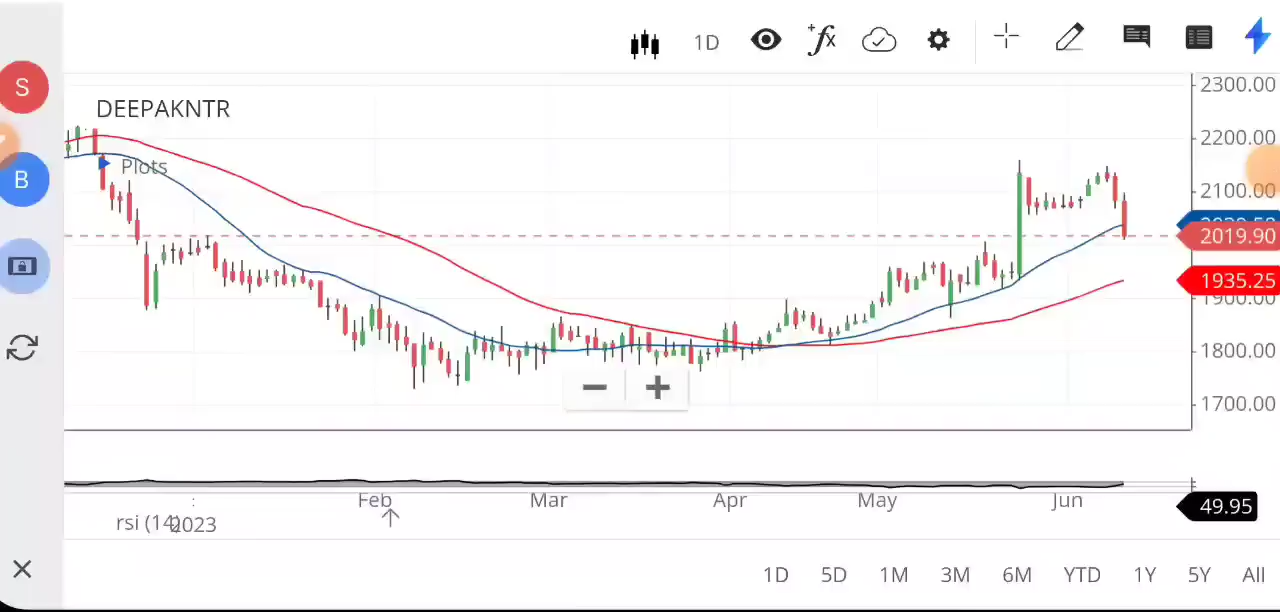 S
B
1D
fx
DEEPAKNTR
Plots
2300.00
2200.00
2100.00
2019.90
1935.25
1900.00
1800.00
1700.00
Feb Mar Apr May Jun
rsi (14)
2023
49.95
1D 5D 1M 3M 6M YTD 1Y 5Y All